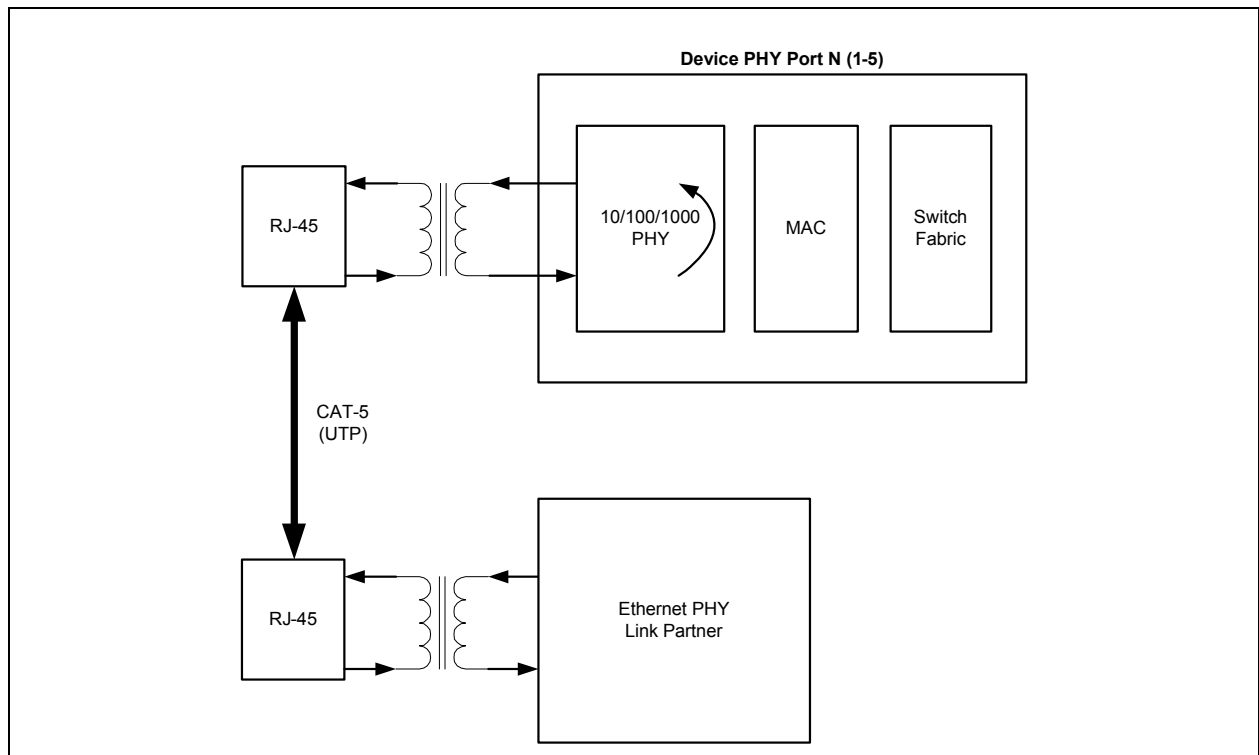 Device PHY Port N (1-5)
RJ-45
10/100/1000
PHY
MAC
Switch
Fabric
CAT-5
(UTP)
RJ-45
Ethernet PHY
Link Partner